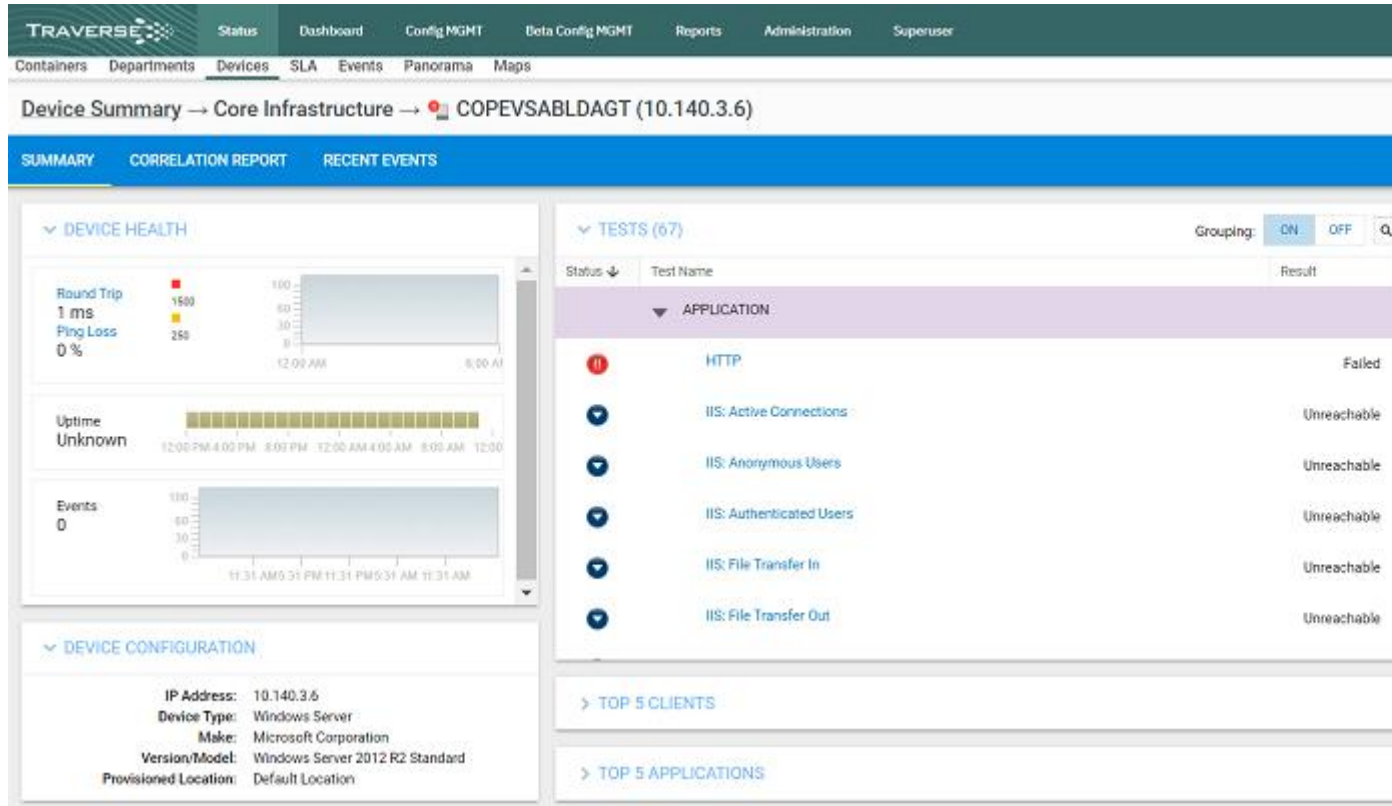 TRAVERSE Status Dashboard Config MGMT Beta Config MGMT Reports Administration Superuser
Containers Departments Devices SLA Events Panorama Maps
Device Summary → Core Infrastructure → COPEVSABLDAGT (10.140.3.6)
SUMMARY CORRELATION REPORT RECENT EVENTS
DEVICE HEALTH
Round Trip
1 ms
Ping Loss
0 %
1500
250
100
60
30
0
12:00 AM
Uptime
Unknown
12:00 PM 4:00 PM 8:00 PM 12:00 AM 4:00 AM 8:00 AM 12:00
Events
0
100
60
30
0
11:31 AM 5:31 PM 11:31 PM 5:31 AM 11:31 AM
DEVICE CONFIGURATION
IP Address: 10.140.3.6
Device Type: Windows Server
Make: Microsoft Corporation
Version/Model: Windows Server 2012 R2 Standard
Provisioned Location: Default Location
TESTS (67)
Grouping: ON OFF
Status Test Name Result
APPLICATION
HTTP Failed
IIS: Active Connections Unreachable
IIS: Anonymous Users Unreachable
IIS: Authenticated Users Unreachable
IIS: File Transfer In Unreachable
IIS: File Transfer Out Unreachable
TOP 5 CLIENTS
TOP 5 APPLICATIONS